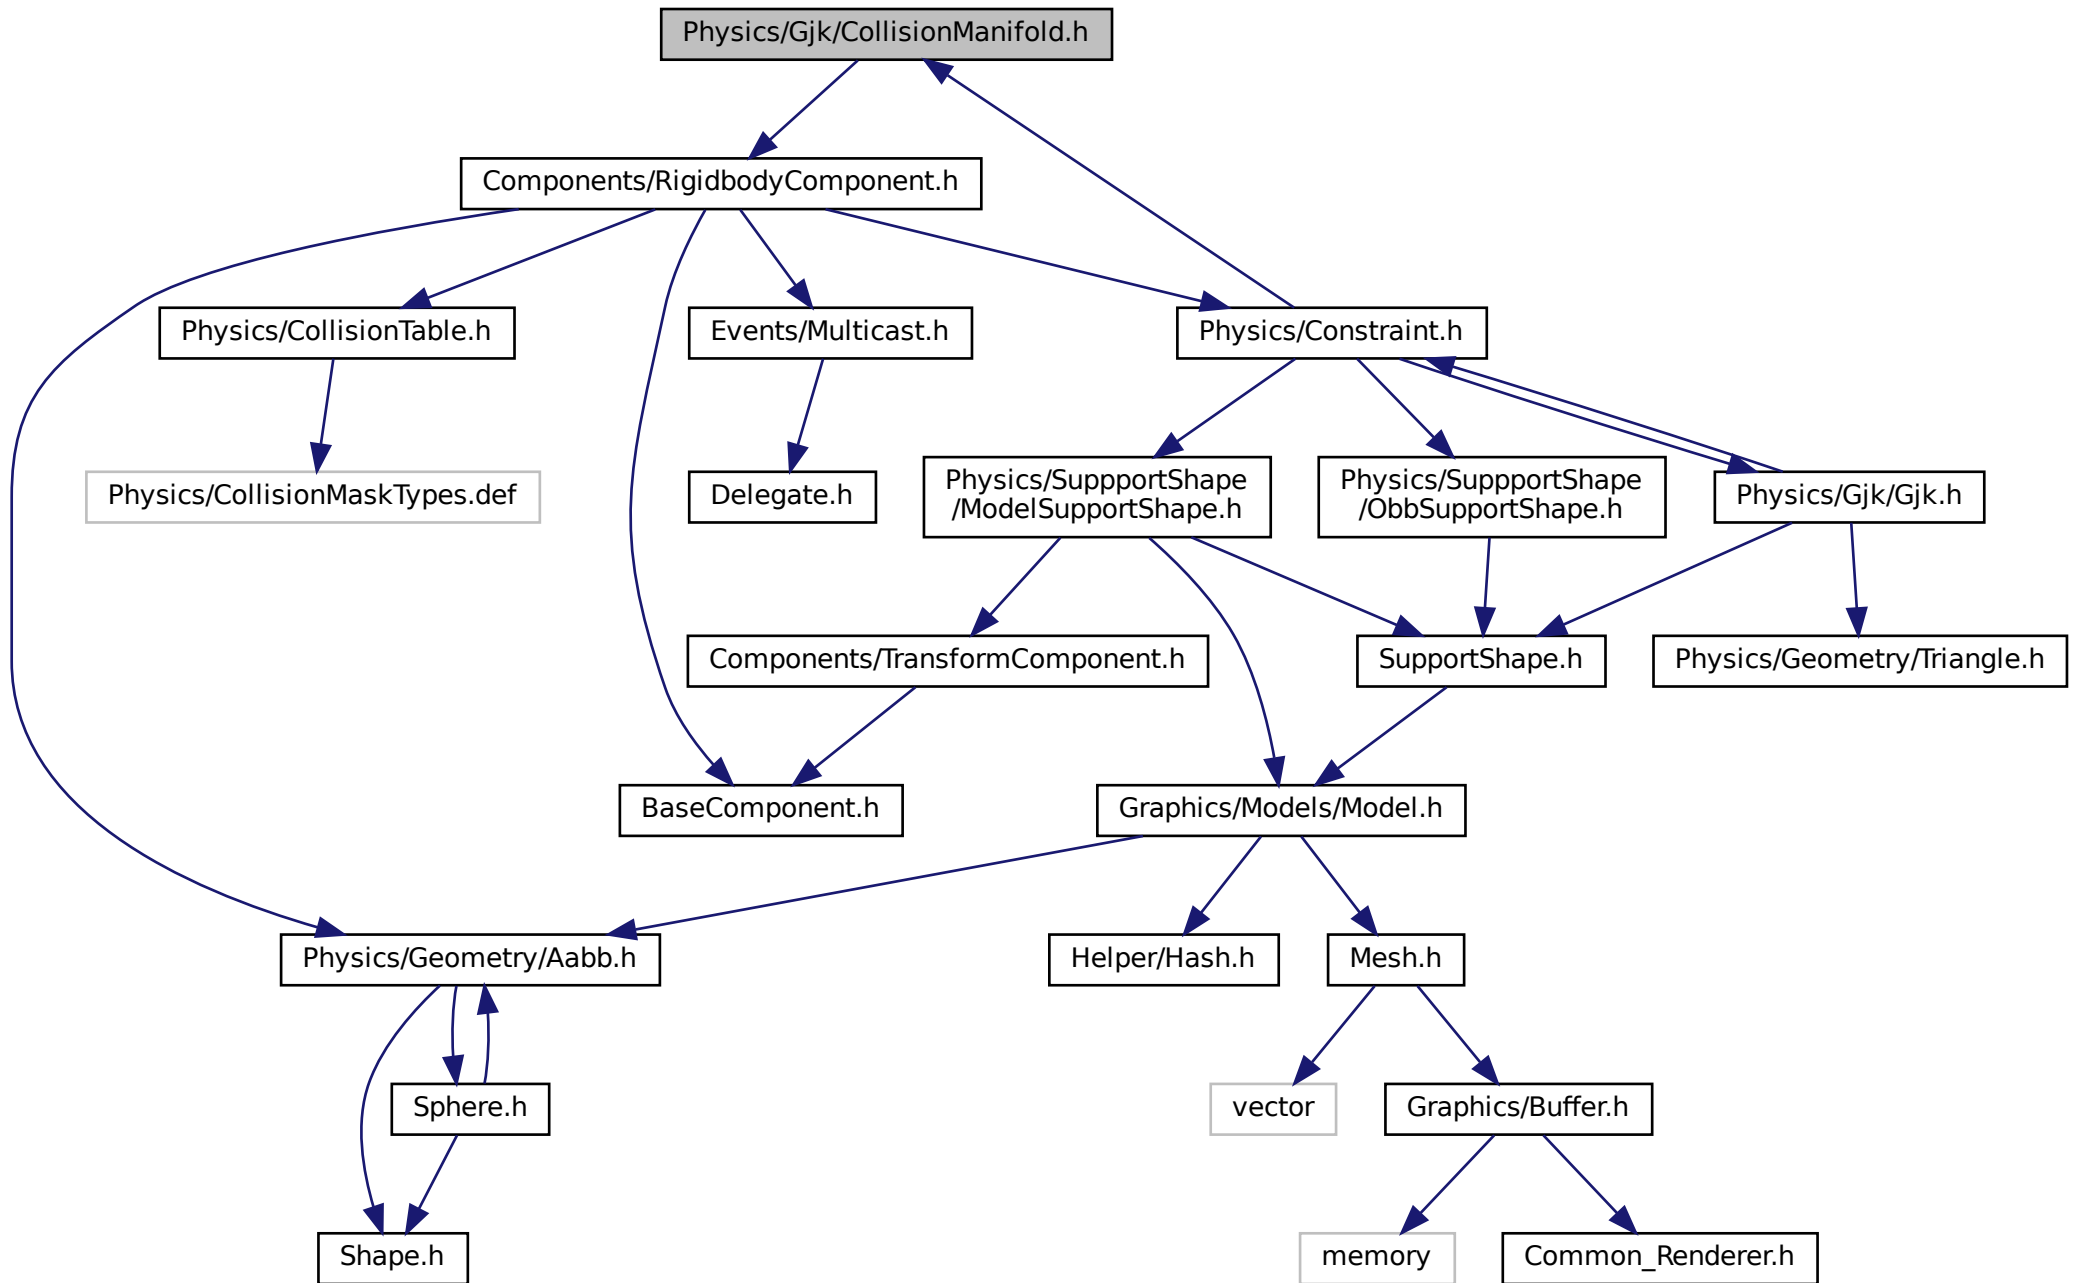 Physics/Gjk/CollisionManifold.h
Components/RigidbodyComponent.h
Physics/CollisionTable.h
Events/Multicast.h
Physics/Constraint.h
Physics/CollisionMaskTypes.def
Delegate.h
Physics/SuppportShape
/ModelSupportShape.h
Physics/SuppportShape
/ObbSupportShape.h
Physics/Gjk/Gjk.h
Components/TransformComponent.h
SupportShape.h
Physics/Geometry/Triangle.h
BaseComponent.h
Graphics/Models/Model.h
Physics/Geometry/Aabb.h
Helper/Hash.h
Mesh.h
Sphere.h
vector
Graphics/Buffer.h
Shape.h
memory
Common_Renderer.h